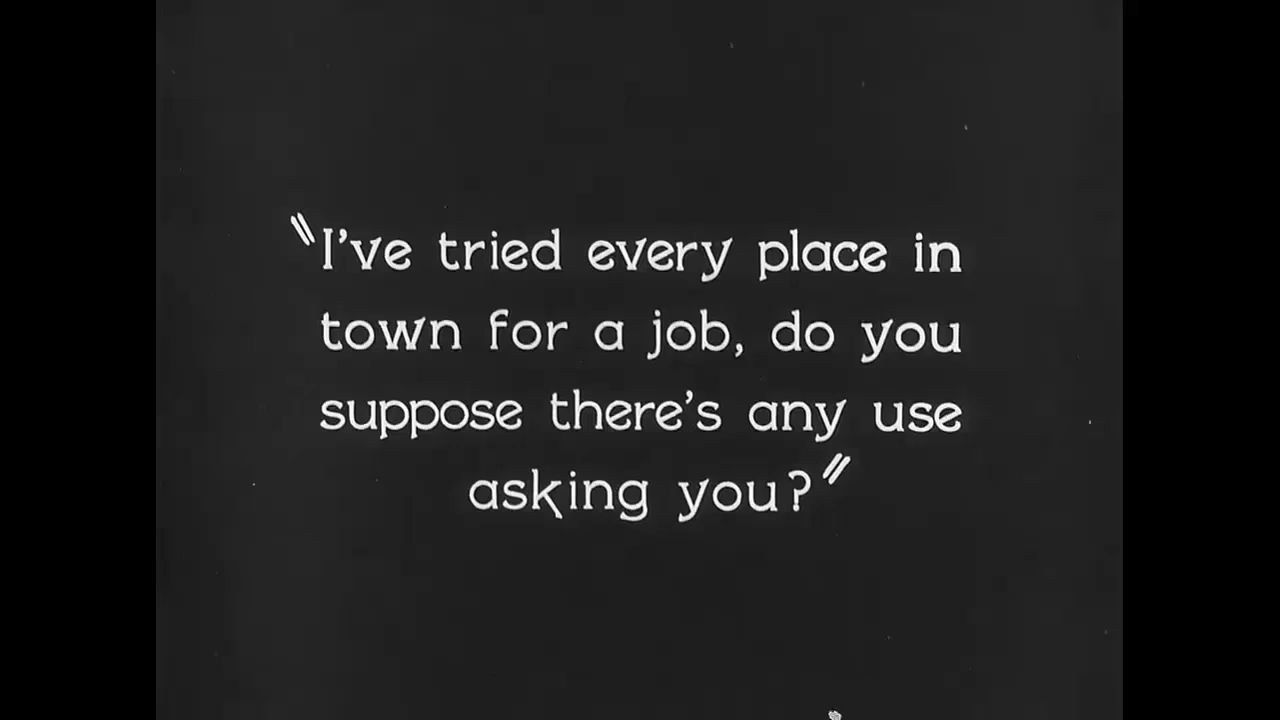 "I've tried every place in
town for a job, do you
suppose there's any use
asking you?"